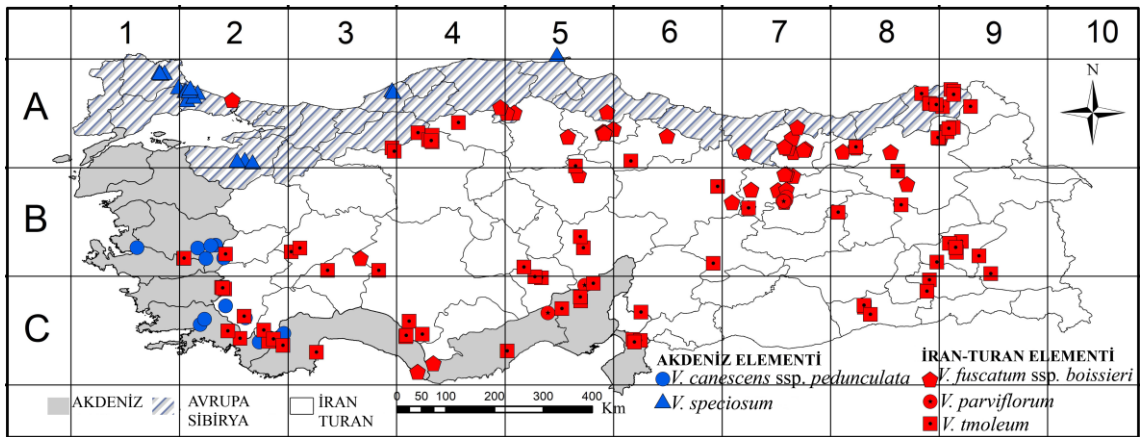 1 2 3 4 5 6 7 8 9 10
A
N
B
C
AKDENİZ ELEMENTİ
V. canescens ssp. pedunculata
V. speciosum
İRAN-TURAN ELEMENTİ
V. fuscatum ssp. boissieri
V. parviflorum
V. tmoleum
AKDENİZ
AVRUPA
SİBİRYA
İRAN
TURAN
0 50 100 200 300 400
Km